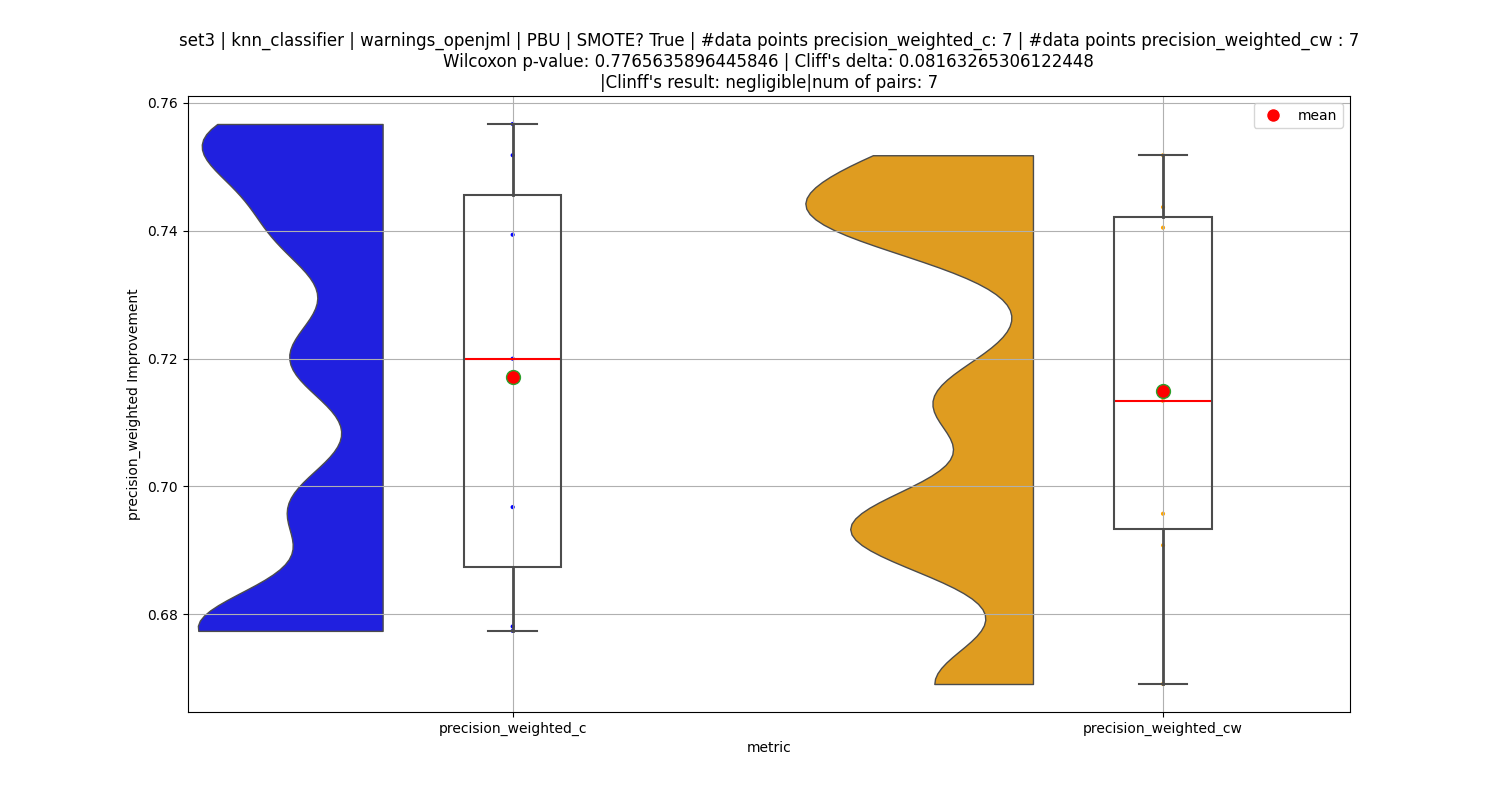 set3 | knn_classifier | warnings_openjml | PBU | SMOTE? True | #data points precision_weighted_c: 7 | #data points precision_weighted_cw : 7
Wilcoxon p-value: 0.7765635896445846 | Cliff's delta: 0.08163265306122448
|Clinff's result: negligible|num of pairs: 7
mean
precision_weighted Improvement
0.76
0.74
0.72
0.70
0.68
precision_weighted_c
precision_weighted_cw
metric